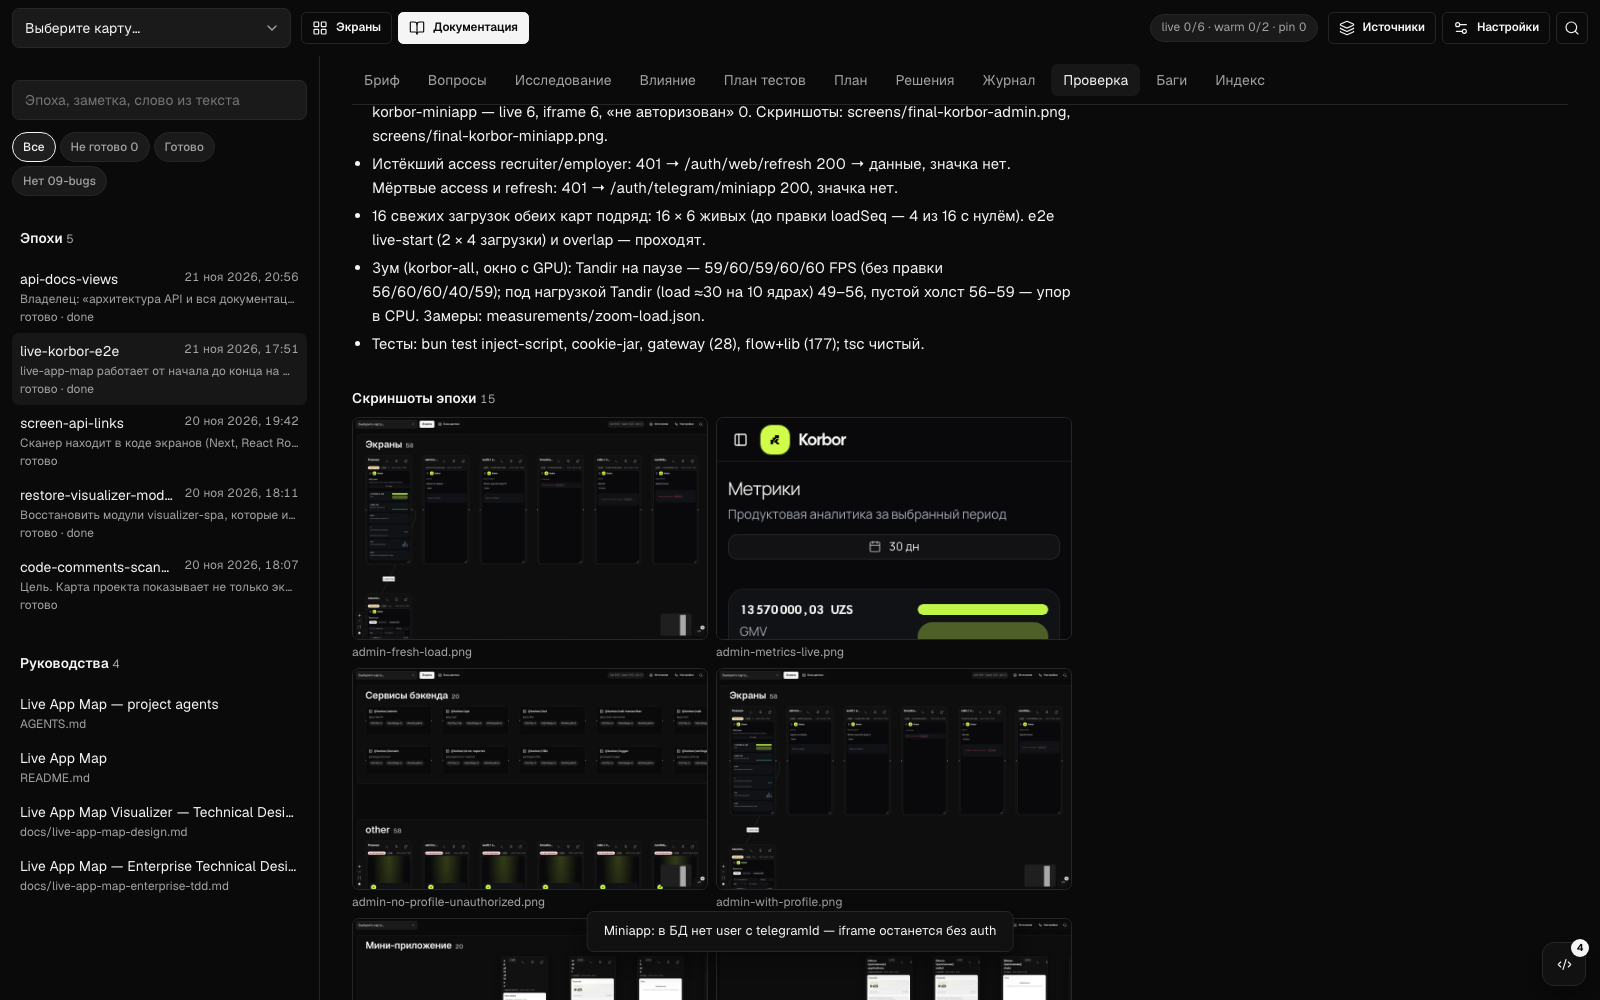 Выберите карту...
Экраны
Документация
live 0/6 · warm 0/2 · pin 0
Источники
Настройки
Эпоха, заметка, слово из текста
Все
Не готово 0
Готово
Нет 09-bugs
Эпохи 5
api-docs-views
21 ноя 2026, 20:56
Владелец: «архитектура API и вся документац...
готово · done
live-korbor-e2e
21 ноя 2026, 17:51
live-app-map работает от начала до конца на ...
готово · done
screen-api-links
20 ноя 2026, 19:42
Сканер находит в коде экранов (Next, React Ro...
готово
restore-visualizer-mod...
20 ноя 2026, 18:11
Восстановить модули visualizer-spa, которые и...
готово · done
code-comments-scan...
20 ноя 2026, 18:07
Цель. Карта проекта показывает не только эк...
готово
Руководства 4
Live App Map — project agents
AGENTS.md
Live App Map
README.md
Live App Map Visualizer — Technical Desi...
docs/live-app-map-design.md
Live App Map — Enterprise Technical Desi...
docs/live-app-map-enterprise-tdd.md
Бриф
Вопросы
Исследование
Влияние
План тестов
План
Решения
Журнал
Проверка
Баги
Индекс
korbor-miniapp — live 6, iframe 6, «не авторизован» 0. Скриншоты: screens/final-korbor-admin.png,
screens/final-korbor-miniapp.png.
• Истёкший access recruiter/employer: 401 → /auth/web/refresh 200 → данные, значка нет.
Мёртвые access и refresh: 401 → /auth/telegram/miniapp 200, значка нет.
• 16 свежих загрузок обеих карт подряд: 16 × 6 живых (до правки loadSeq — 4 из 16 с нулём). e2e
live-start (2 × 4 загрузки) и overlap — проходят.
• Зум (korbor-all, окно с GPU): Tandir на паузе — 59/60/59/60/60 FPS (без правки
56/60/60/40/59); под нагрузкой Tandir (load ≈30 на 10 ядрах) 49–56, пустой холст 56–59 — упор
в CPU. Замеры: measurements/zoom-load.json.
• Тесты: bun test inject-script, cookie-jar, gateway (28), flow+lib (177); tsc чистый.
Скриншоты эпохи 15
Экраны 58
admin-fresh-load.png
Korbor
Метрики
Продуктовая аналитика за выбранный период
30 дн
13 570 000,03 UZS
GMV
admin-metrics-live.png
Сервисы бэкенда 20
other 58
admin-no-profile-unauthorized.png
Экраны 58
admin-with-profile.png
Мини-приложение 20
Miniapp: в БД нет user с telegramId — iframe останется без auth
4